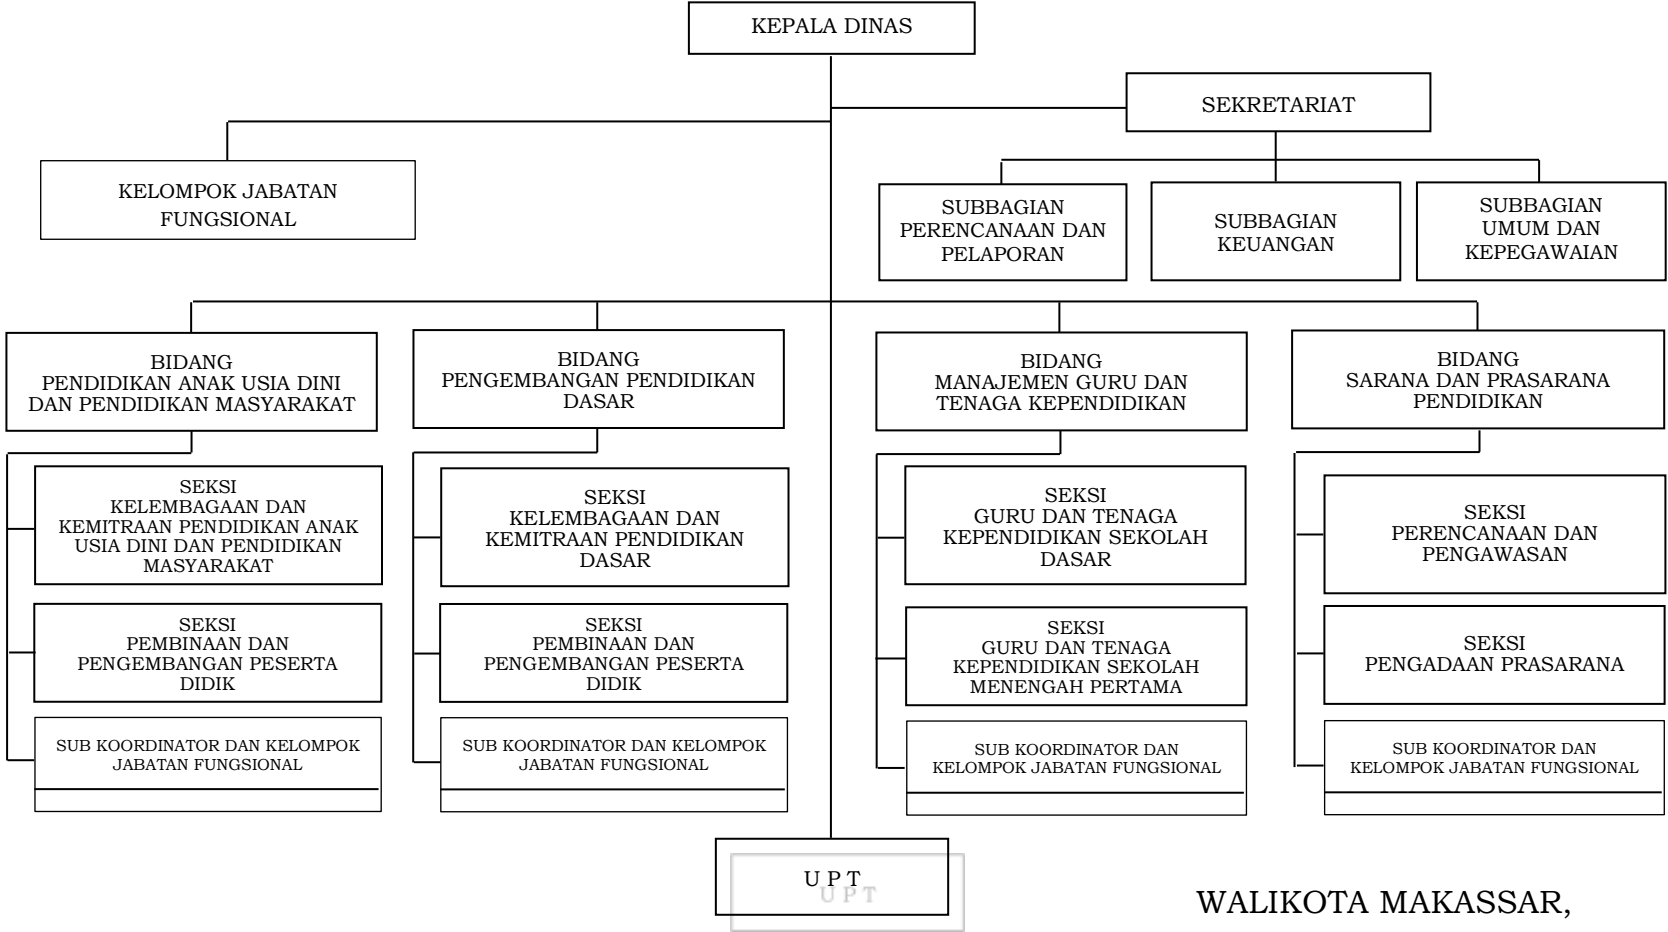 KEPALA DINAS
SEKRETARIAT
KELOMPOK JABATAN
FUNGSIONAL
SUBBAGIAN
PERENCANAAN DAN
PELAPORAN
SUBBAGIAN
KEUANGAN
SUBBAGIAN
UMUM DAN
KEPEGAWAIAN
BIDANG
PENDIDIKAN ANAK USIA DINI
DAN PENDIDIKAN MASYARAKAT
BIDANG
PENGEMBANGAN PENDIDIKAN
DASAR
BIDANG
MANAJEMEN GURU DAN
TENAGA KEPENDIDIKAN
BIDANG
SARANA DAN PRASARANA
PENDIDIKAN
SEKSI
KELEMBAGAAN DAN
KEMITRAAN PENDIDIKAN ANAK
USIA DINI DAN PENDIDIKAN
MASYARAKAT
SEKSI
KELEMBAGAAN DAN
KEMITRAAN PENDIDIKAN
DASAR
SEKSI
GURU DAN TENAGA
KEPENDIDIKAN SEKOLAH
DASAR
SEKSI
PERENCANAAN DAN
PENGAWASAN
SEKSI
PEMBINAAN DAN
PENGEMBANGAN PESERTA
DIDIK
SEKSI
PEMBINAAN DAN
PENGEMBANGAN PESERTA
DIDIK
SEKSI
GURU DAN TENAGA
KEPENDIDIKAN SEKOLAH
MENENGAH PERTAMA
SEKSI
PENGADAAN PRASARANA
SUB KOORDINATOR DAN KELOMPOK
JABATAN FUNGSIONAL
SUB KOORDINATOR DAN KELOMPOK
JABATAN FUNGSIONAL
SUB KOORDINATOR DAN
KELOMPOK JABATAN FUNGSIONAL
SUB KOORDINATOR DAN
KELOMPOK JABATAN FUNGSIONAL
U P T
U P T
WALIKOTA MAKASSAR,